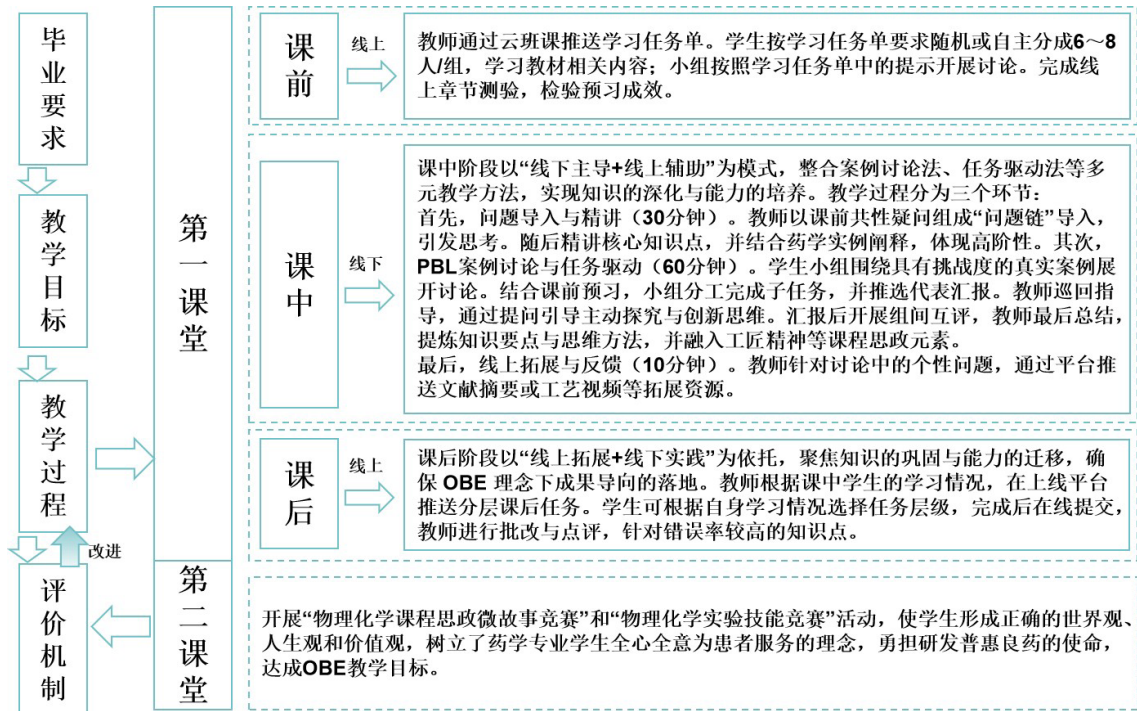 毕业要求
教学目标
教学过程
改进
评价机制
第一课堂
第二课堂
课前
线上
教师通过云班课推送学习任务单。学生按学习任务单要求随机或自主分成6～8
人/组，学习教材相关内容；小组按照学习任务单中的提示开展讨论。完成线
上章节测验，检验预习成效。
课中
线下
课中阶段以“线下主导+线上辅助”为模式，整合案例讨论法、任务驱动法等多
元教学方法，实现知识的深化与能力的培养。教学过程分为三个环节：
首先，问题导入与精讲（30分钟）。教师以课前共性疑问组成“问题链”导入，
引发思考。随后精讲核心知识点，并结合药学实例阐释，体现高阶性。其次，
PBL案例讨论与任务驱动（60分钟）。学生小组围绕具有挑战度的真实案例展
开讨论。结合课前预习，小组分工完成子任务，并推选代表汇报。教师巡回指
导，通过提问引导主动探究与创新思维。汇报后开展组间互评，教师最后总结，
提炼知识要点与思维方法，并融入工匠精神等课程思政元素。
最后，线上拓展与反馈（10分钟）。教师针对讨论中的个性问题，通过平台推
送文献摘要或工艺视频等拓展资源。
课后
线上
课后阶段以“线上拓展+线下实践”为依托，聚焦知识的巩固与能力的迁移，确
保 OBE 理念下成果导向的落地。教师根据课中学生的学习情况，在上线平台
推送分层课后任务。学生可根据自身学习情况选择任务层级，完成后在线提交，
教师进行批改与点评，针对错误率较高的知识点。
开展“物理化学课程思政微故事竞赛”和“物理化学实验技能竞赛”活动，使学生形成正确的世界观、
人生观和价值观，树立了药学专业学生全心全意为患者服务的理念，勇担研发普惠良药的使命，
达成OBE教学目标。